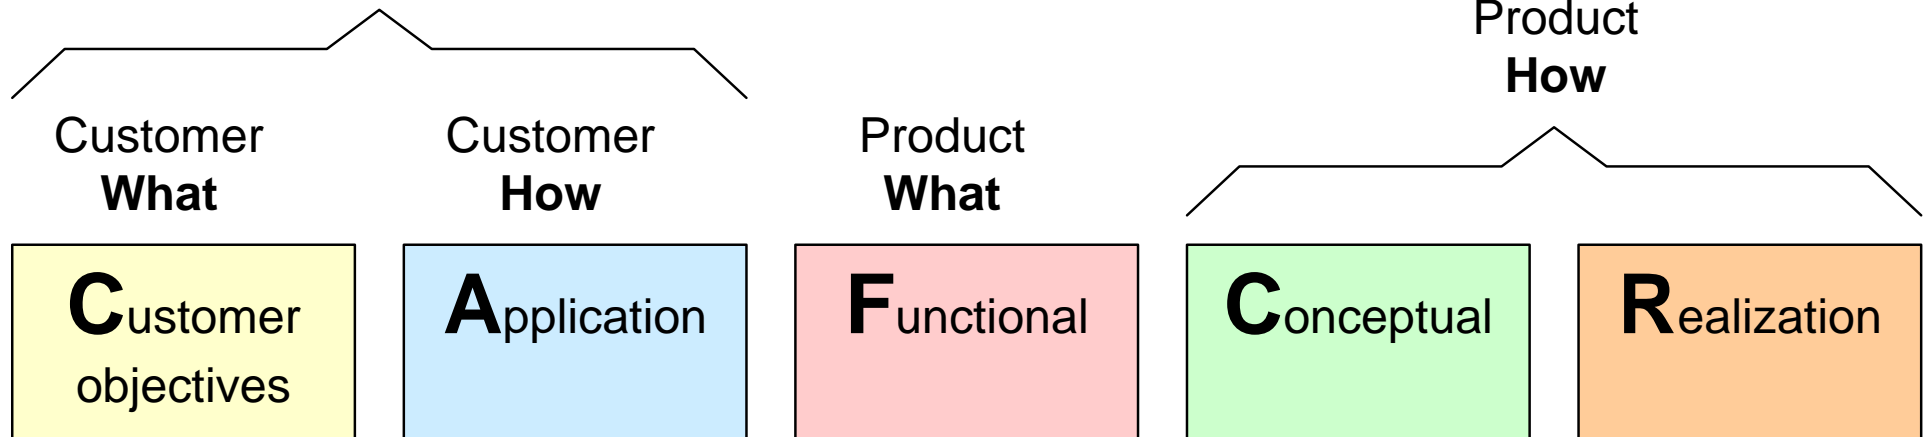 Product
How
Customer
What
Customer
How
Product
What
Customer
objectives
Application
Functional
Conceptual
Realization